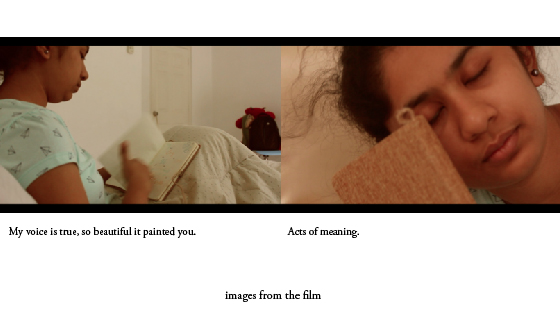 My voice is true, so beautiful it painted you.
Acts of meaning.
images from the film